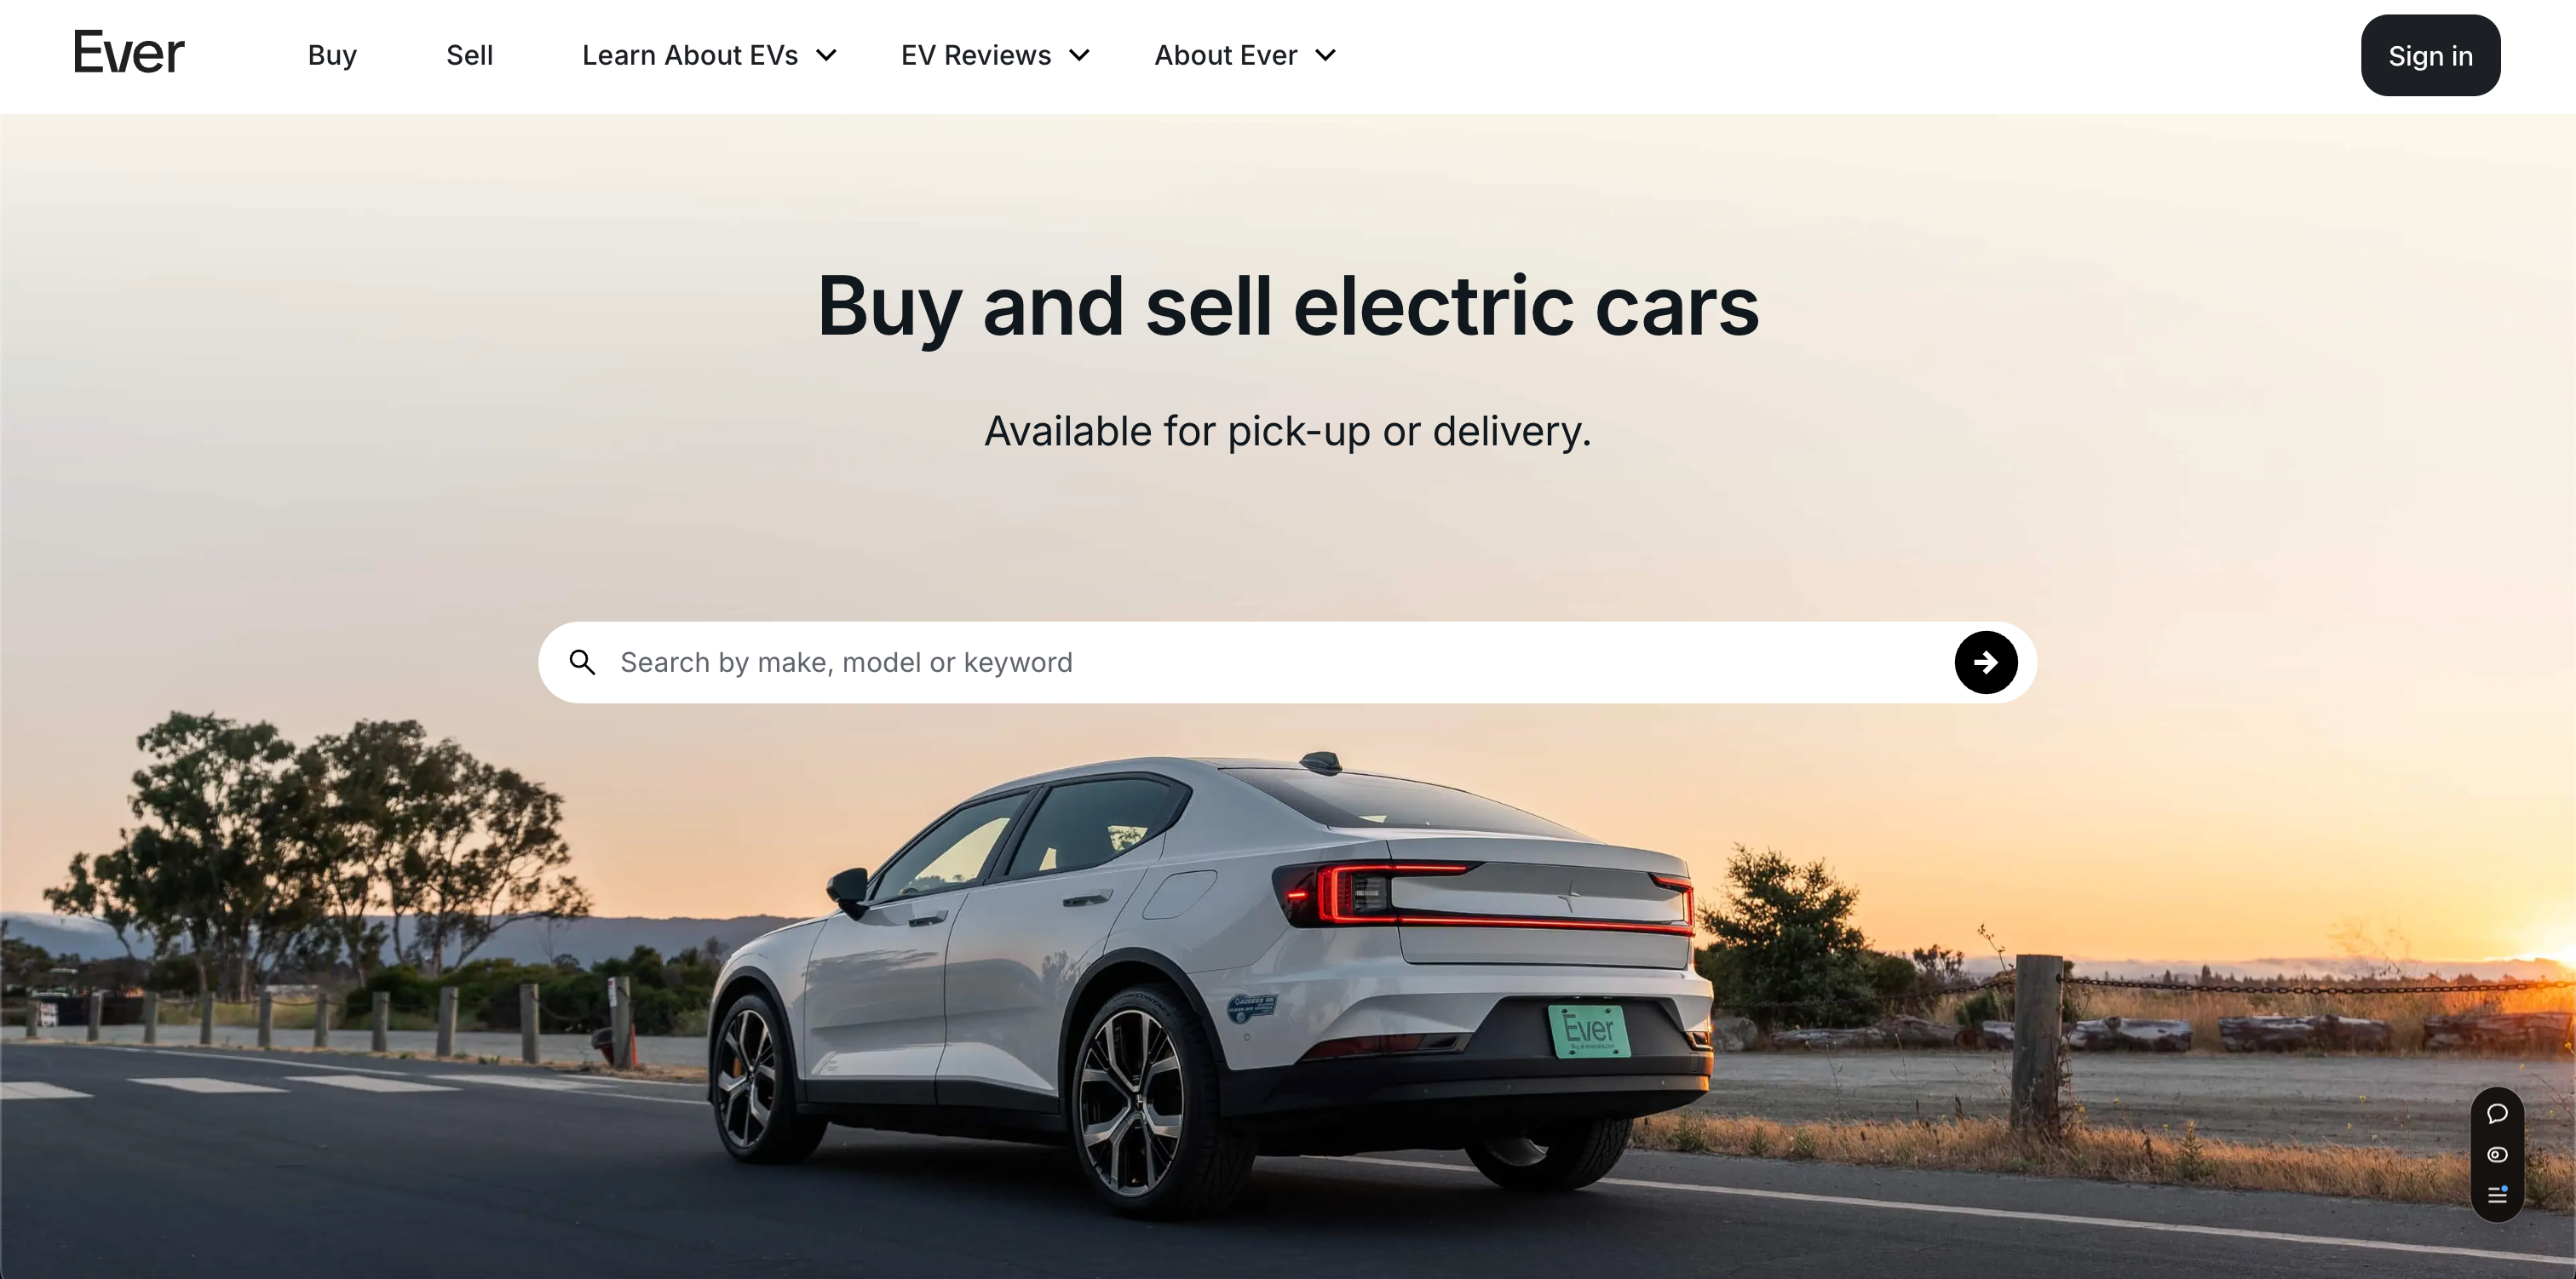 Ever
Buy
Sell
Learn About EVs
EV Reviews
About Ever
Sign in
Buy and sell electric cars
Available for pick-up or delivery.
Search by make, model or keyword
Ever